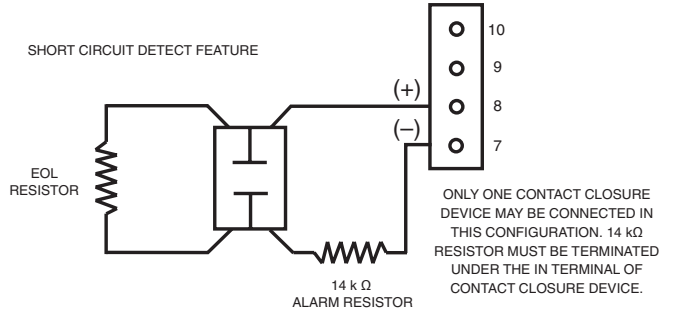 SHORT CIRCUIT DETECT FEATURE
10
9
(+)
8
(–)
7
EOL
RESISTOR
14 k Ω
ALARM RESISTOR
ONLY ONE CONTACT CLOSURE
DEVICE MAY BE CONNECTED IN
THIS CONFIGURATION. 14 kΩ
RESISTOR MUST BE TERMINATED
UNDER THE IN TERMINAL OF
CONTACT CLOSURE DEVICE.